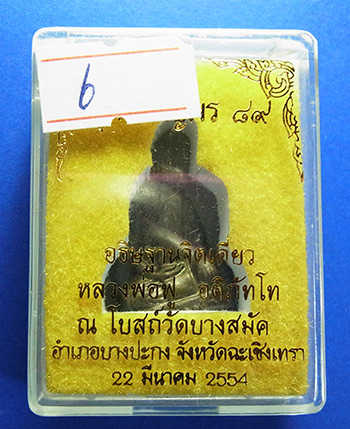 6
๘๙
อธิษฐานจิตเดียว
หลวงพ่อฟู อติภัทโท
ณ โบสถ์วัดบางสมัค
อำเภอบางปะกง จังหวัดฉะเชิงเทรา
22 มีนาคม 2554